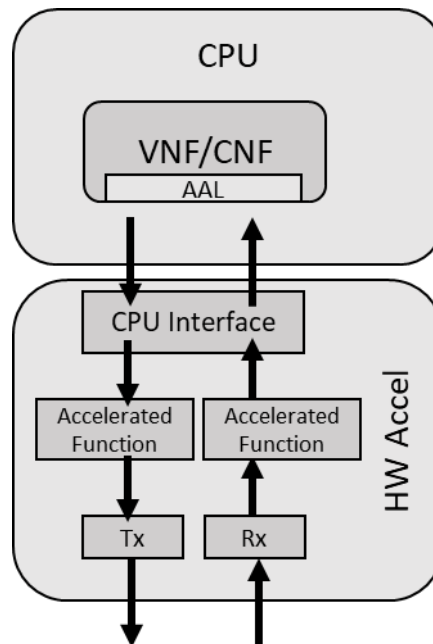 CPU
VNF/CNF
AAL
CPU Interface
Accelerated
Function
Accelerated
Function
Tx
Rx
HW Accel